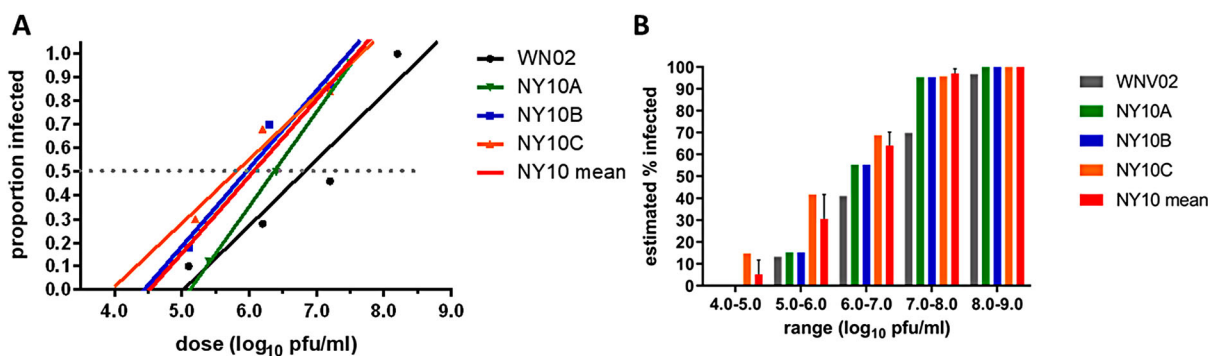 A
proportion infected
1.0
0.9
0.8
0.7
0.6
0.5
0.4
0.3
0.2
0.1
0.0
4.0 5.0 6.0 7.0 8.0 9.0
dose (log10 pfu/ml)
WN02
NY10A
NY10B
NY10C
NY10 mean
B
estimated % infected
100
90
80
70
60
50
40
30
20
10
0
4.0-5.0 5.0-6.0 6.0-7.0 7.0-8.0 8.0-9.0
range (log10 pfu/ml)
WNV02
NY10A
NY10B
NY10C
NY10 mean